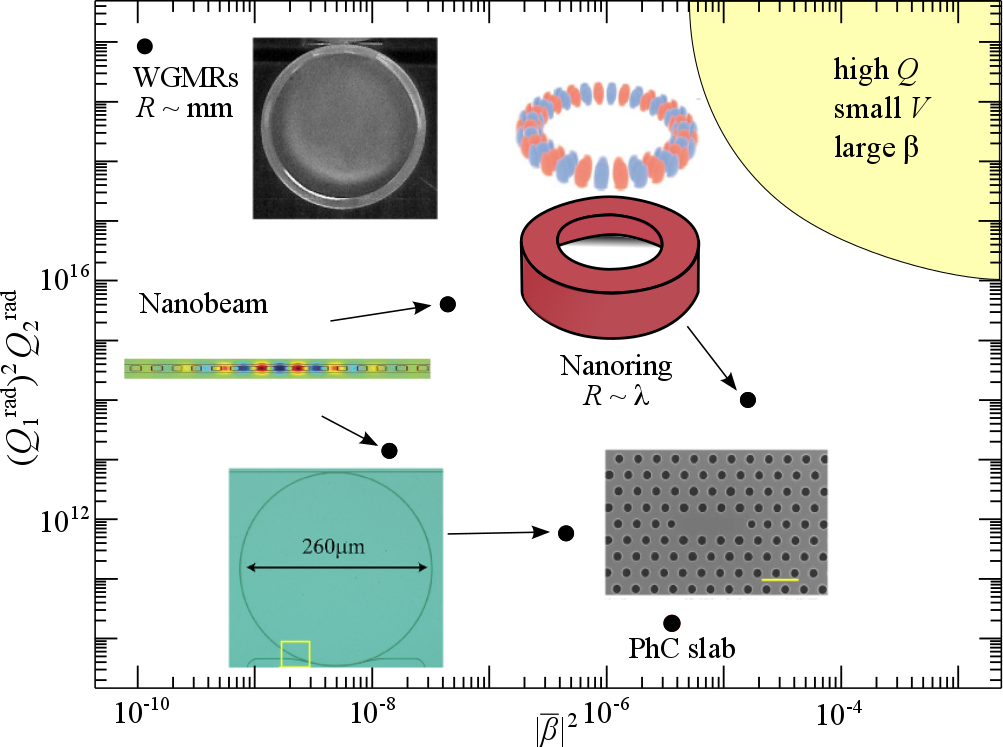 WGMRs
R ~ mm
high Q
small V
large β
10^16
Nanobeam
Nanoring
R ~ λ
(Q_1^rad)^2 Q_2^rad
10^12
260μm
PhC slab
10^-10
10^-8
|β̅|^2
10^-6
10^-4